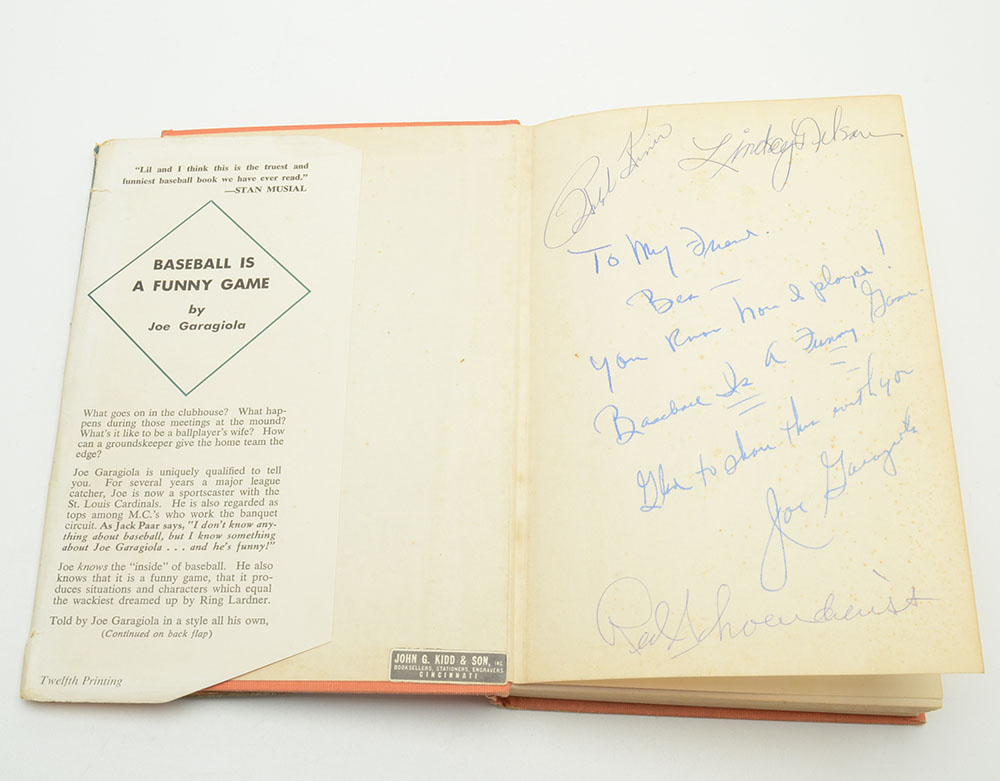 "Lil and I think this is the truest and
funniest baseball book we have ever read."
—STAN MUSIAL
BASEBALL IS
A FUNNY GAME
by
Joe Garagiola
What goes on in the clubhouse? What hap-
pens during those meetings at the mound?
What's it like to be a ballplayer's wife? How
can a groundskeeper give the home team the
edge?
Joe Garagiola is uniquely qualified to tell
you. For several years a major league
catcher, Joe is now a sportscaster with the
St. Louis Cardinals. He is also regarded as
tops among M.C.'s who work the banquet
circuit. As Jack Paar says, "I don't know any-
thing about baseball, but I know something
about Joe Garagiola . . . and he's funny!"
Joe knows the "inside" of baseball. He also
knows that it is a funny game, that it pro-
duces situations and characters which equal
the wackiest dreamed up by Ring Lardner.
Told by Joe Garagiola in a style all his own,
(Continued on back flap)
Twelfth Printing
JOHN G. KIDD & SON, INC
BOOKSELLERS, STATIONERS, ENGRAVERS
CINCINNATI
Ralph Kiner
Lindsey Nelson
To My Friend.
Ben —
You know how I played!
Baseball Is A Funny Game.
Glad to share this with you
Joe Garagiola
Red Schoendienst